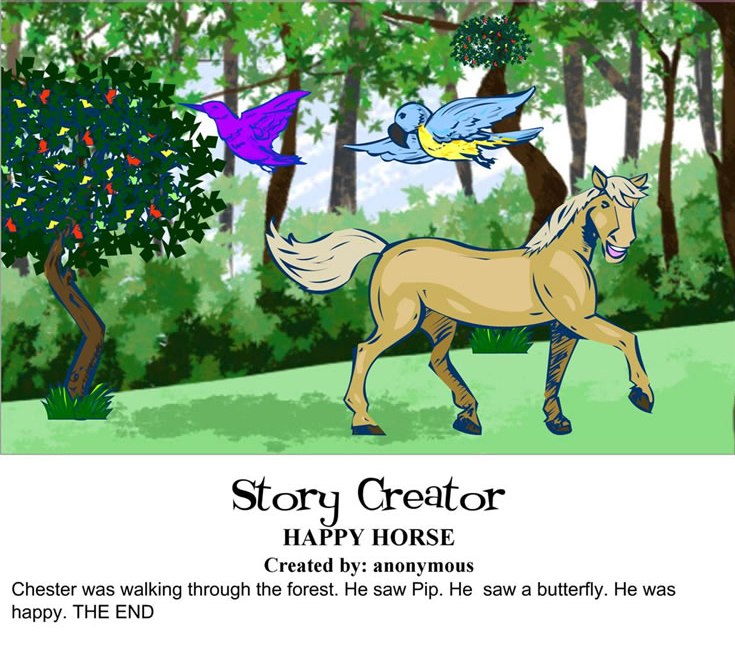 Story Creator
HAPPY HORSE
Created by: anonymous
Chester was walking through the forest. He saw Pip. He  saw a butterfly. He was
happy. THE END